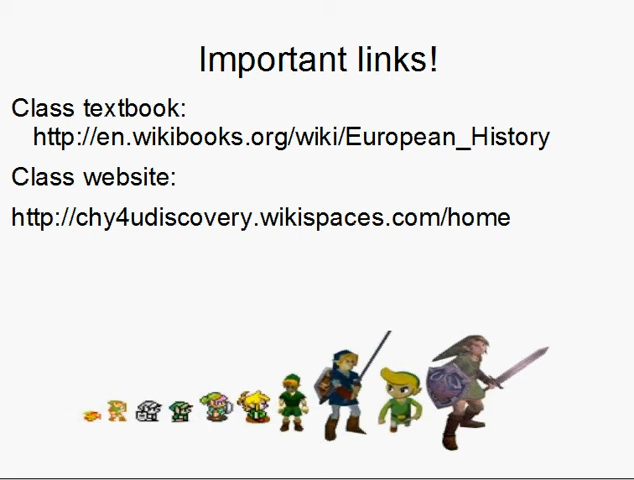 Important links!
Class textbook:
http://en.wikibooks.org/wiki/European_History
Class website:
http://chy4udiscovery.wikispaces.com/home